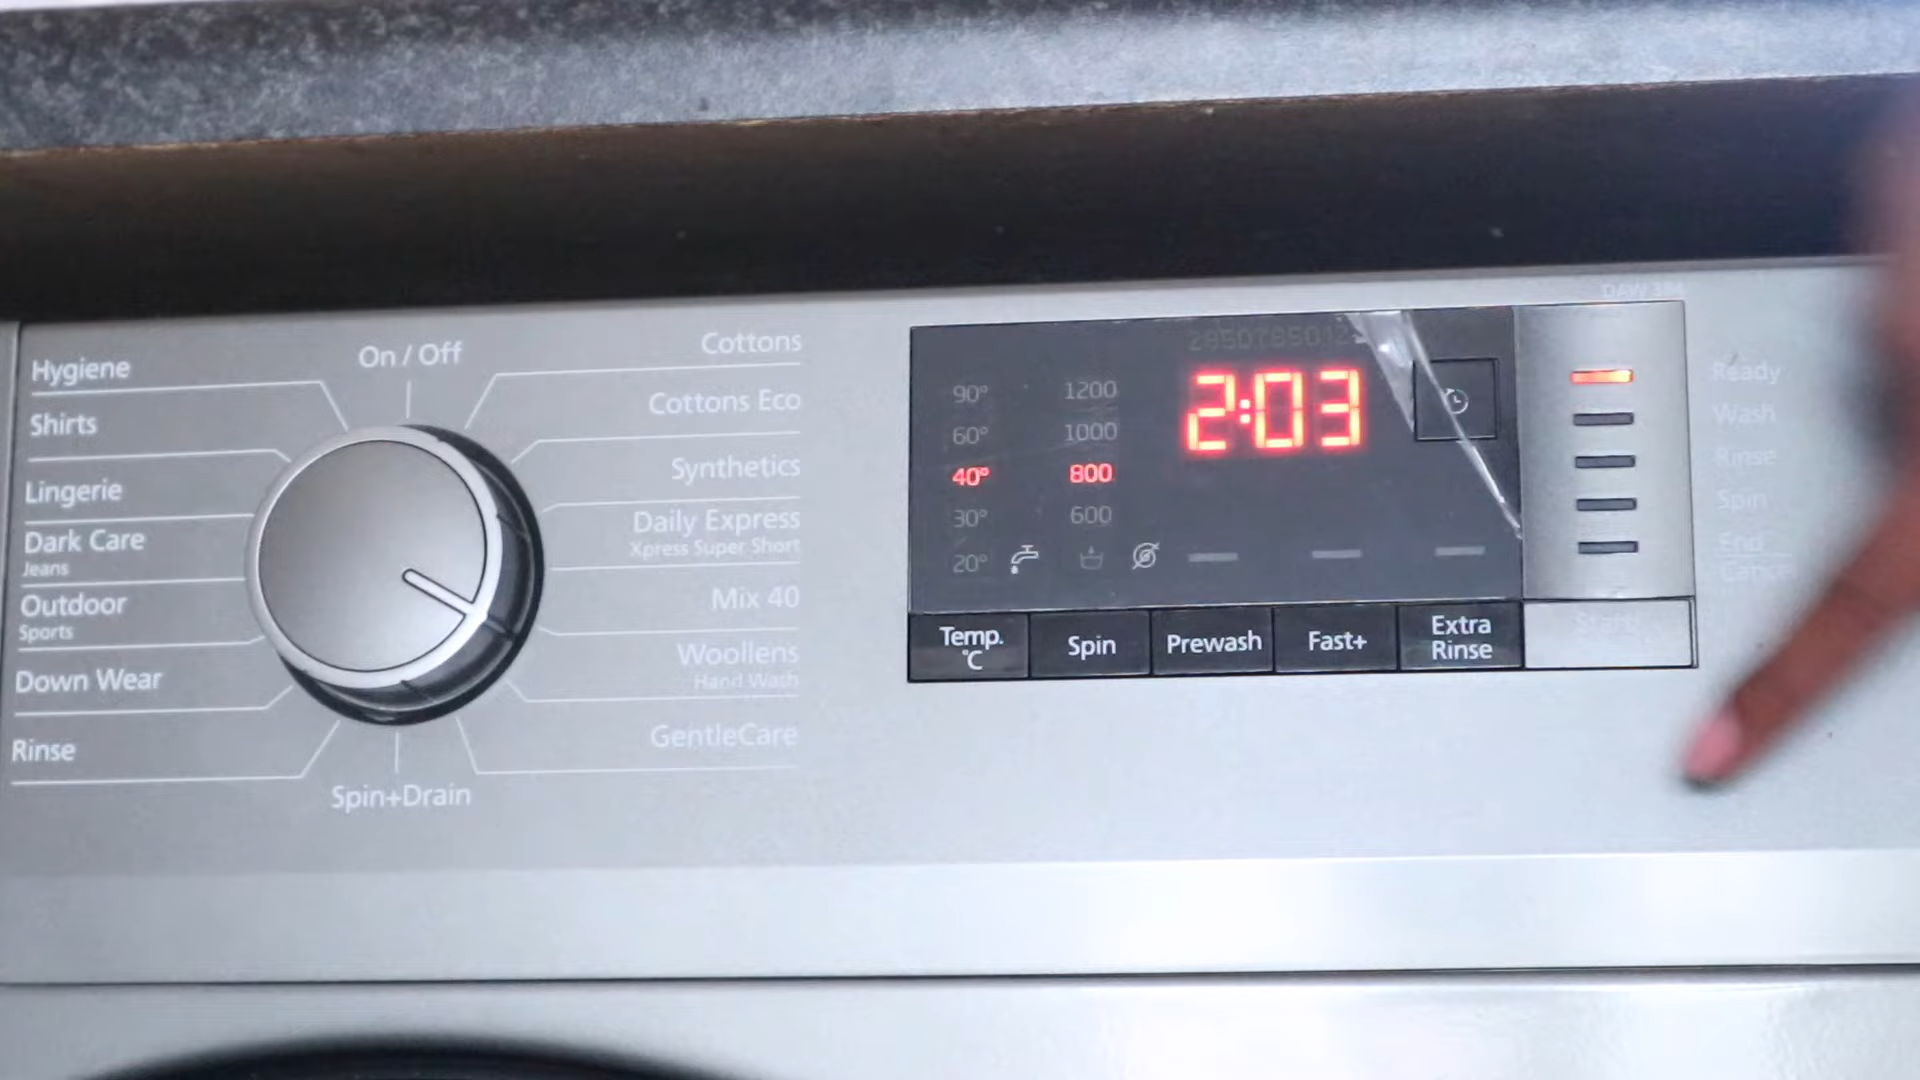 On / Off
Hygiene
Shirts
Lingerie
Dark Care
Jeans
Outdoor
Sports
Down Wear
Rinse
Spin+Drain
Cottons
Cottons Eco
Synthetics
Daily Express
Xpress Super Short
Mix 40
Woollens
Hand Wash
GentleCare
90°
60°
40°
30°
20°
1200
1000
800
600
2:03
Temp.
°C
Spin
Prewash
Fast+
Extra
Rinse
Ready
Wash
Rinse
Spin
End
Start